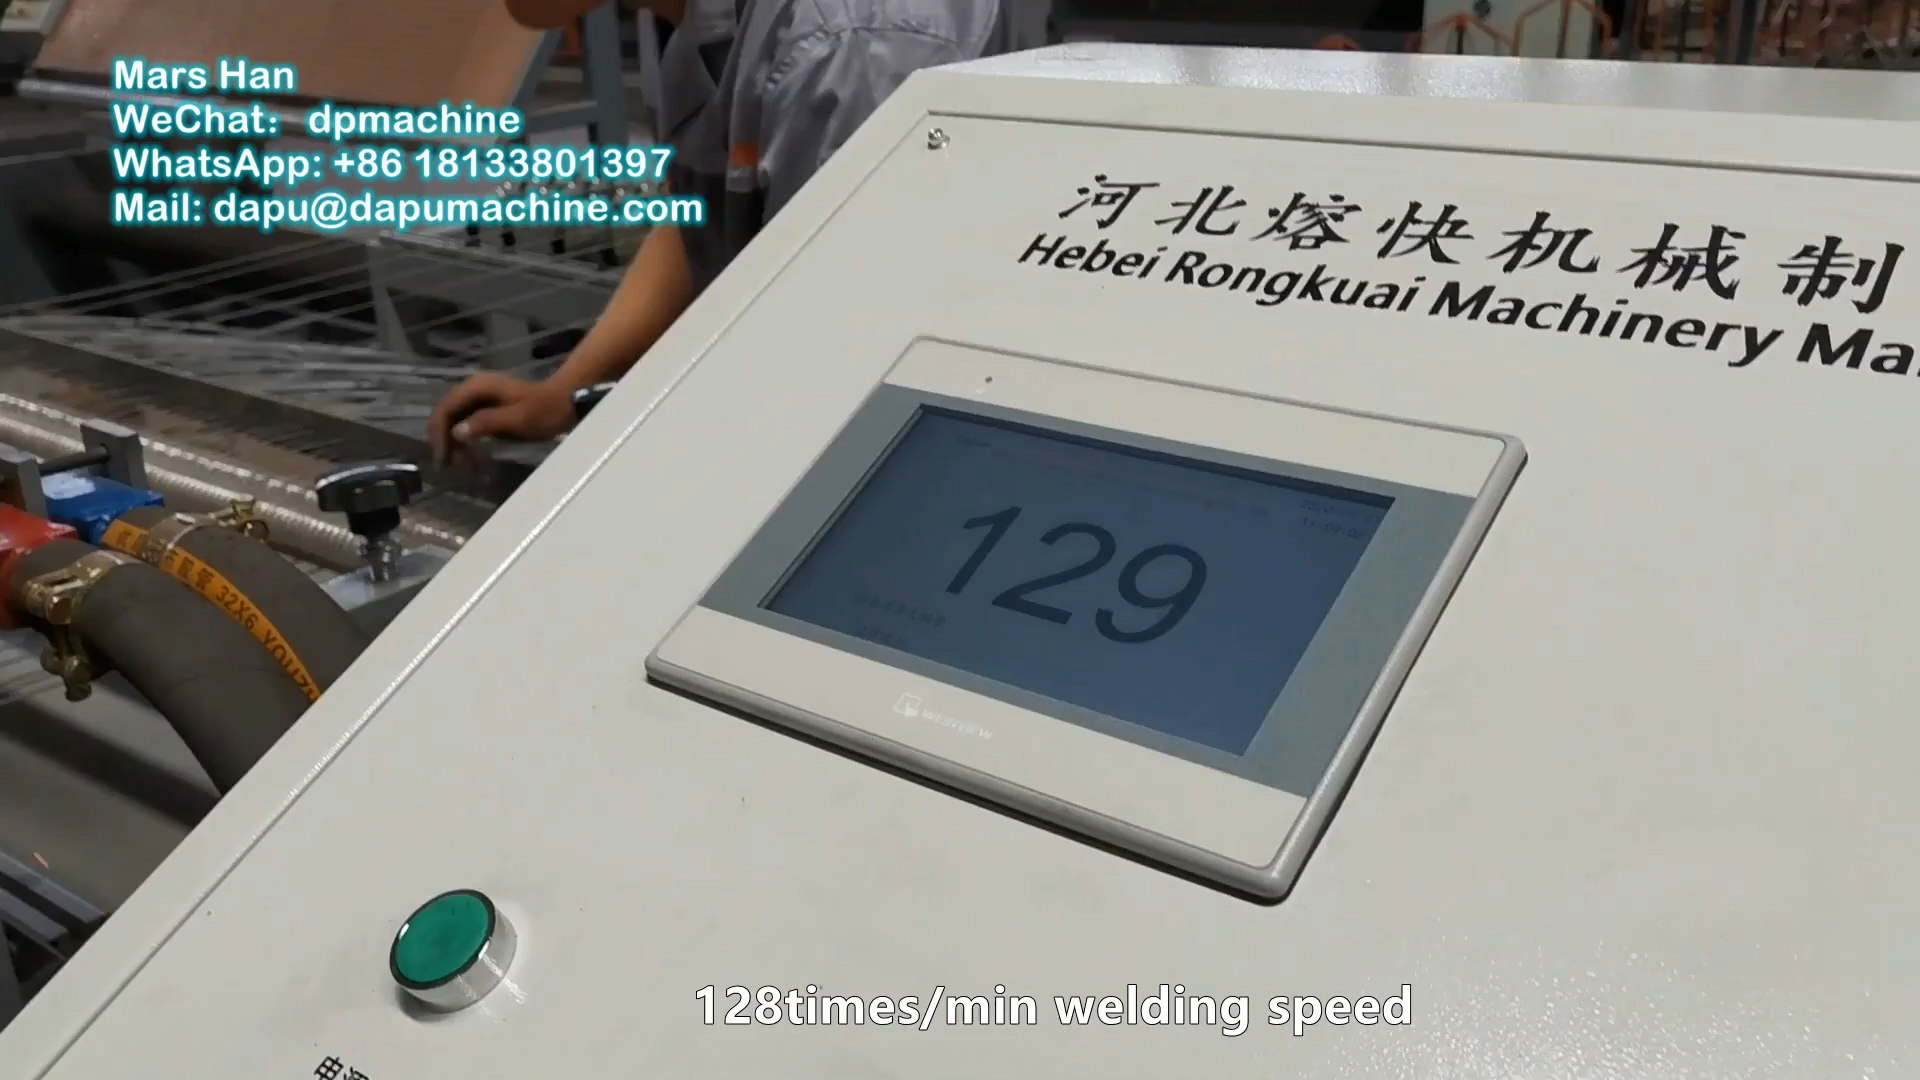 Mars Han
WeChat: dpmachine
WhatsApp: +86 18133801397
Mail: dapu@dapumachine.com
河北熔快机械制
Hebei Rongkuai Machinery Ma
129
WEINVIEW
32X6
128times/min welding speed